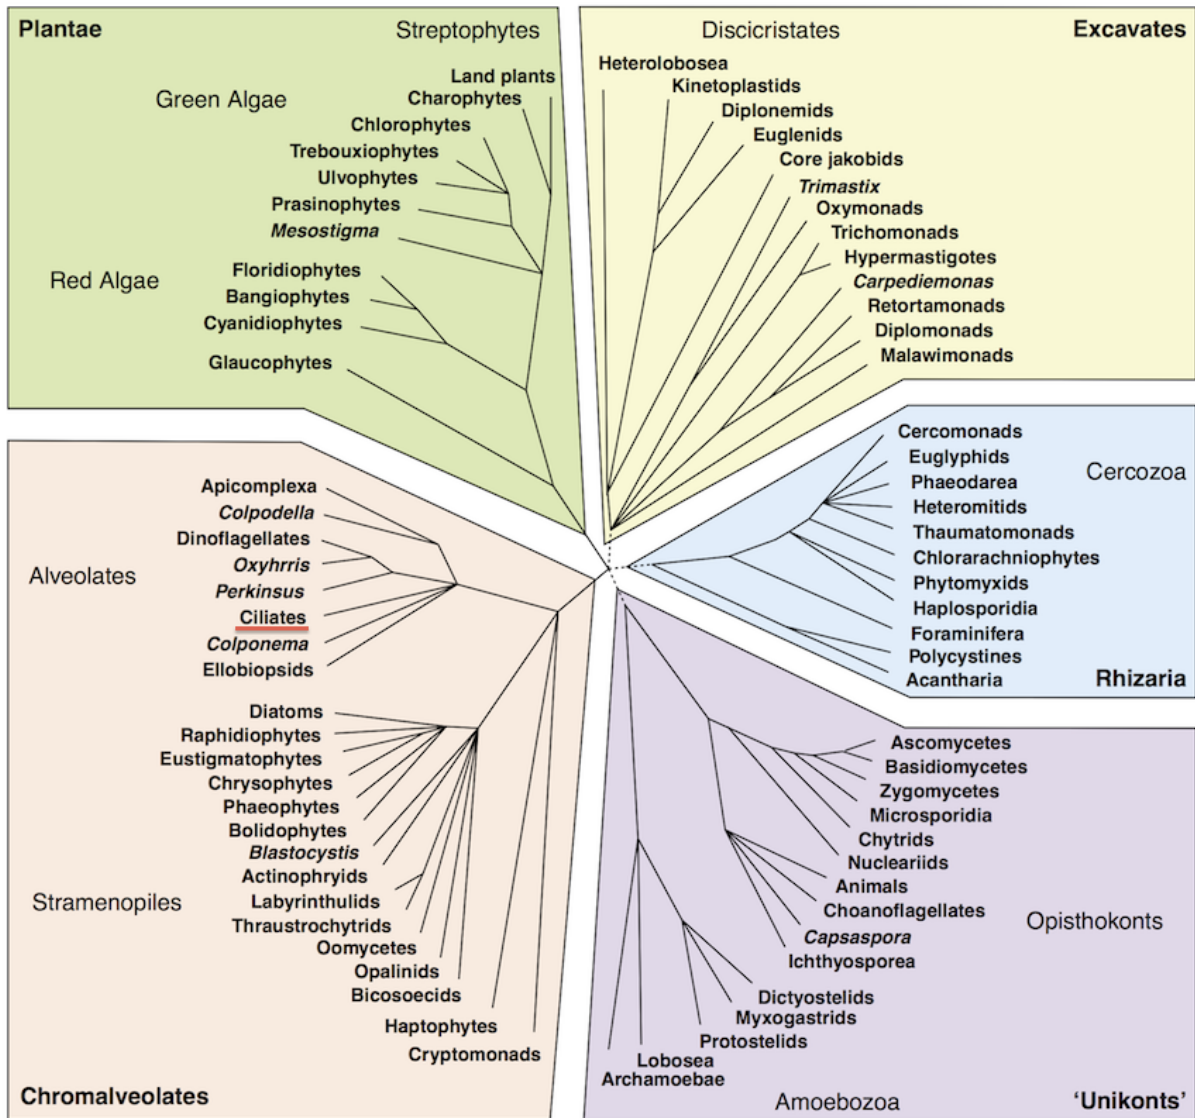 Plantae
Streptophytes
Land plants
Green Algae
Charophytes
Chlorophytes
Trebouxiophytes
Ulvophytes
Prasinophytes
Mesostigma
Red Algae
Floridiophytes
Bangiophytes
Cyanidiophytes
Glaucophytes
Discicristates
Excavates
Heterolobosea
Kinetoplastids
Diplonemids
Euglenids
Core jakobids
Trimastix
Oxymonads
Trichomonads
Hypermastigotes
Carpediemonas
Retortamonads
Diplomonads
Malawimonads
Cercomonads
Euglyphids
Cercozoa
Phaeodarea
Heteromitids
Thaumatomonads
Chlorarachniophytes
Phytomyxids
Haplosporidia
Foraminifera
Polycystines
Acantharia
Rhizaria
Apicomplexa
Colpodella
Dinoflagellates
Oxyhrris
Alveolates
Perkinsus
Ciliates
Colponema
Ellobiopsids
Diatoms
Raphidiophytes
Eustigmatophytes
Chrysophytes
Phaeophytes
Bolidophytes
Blastocystis
Actinophryids
Stramenopiles
Labyrinthulids
Thraustrochytrids
Oomycetes
Opalinids
Bicosoecids
Haptophytes
Cryptomonads
Chromalveolates
Ascomycetes
Basidiomycetes
Zygomycetes
Microsporidia
Chytrids
Nucleariids
Animals
Choanoflagellates
Opisthokonts
Capsaspora
Ichthyosporea
Dictyostelids
Myxogastrids
Protostelids
Lobosea
Archamoebae
Amoebozoa
'Unikonts'